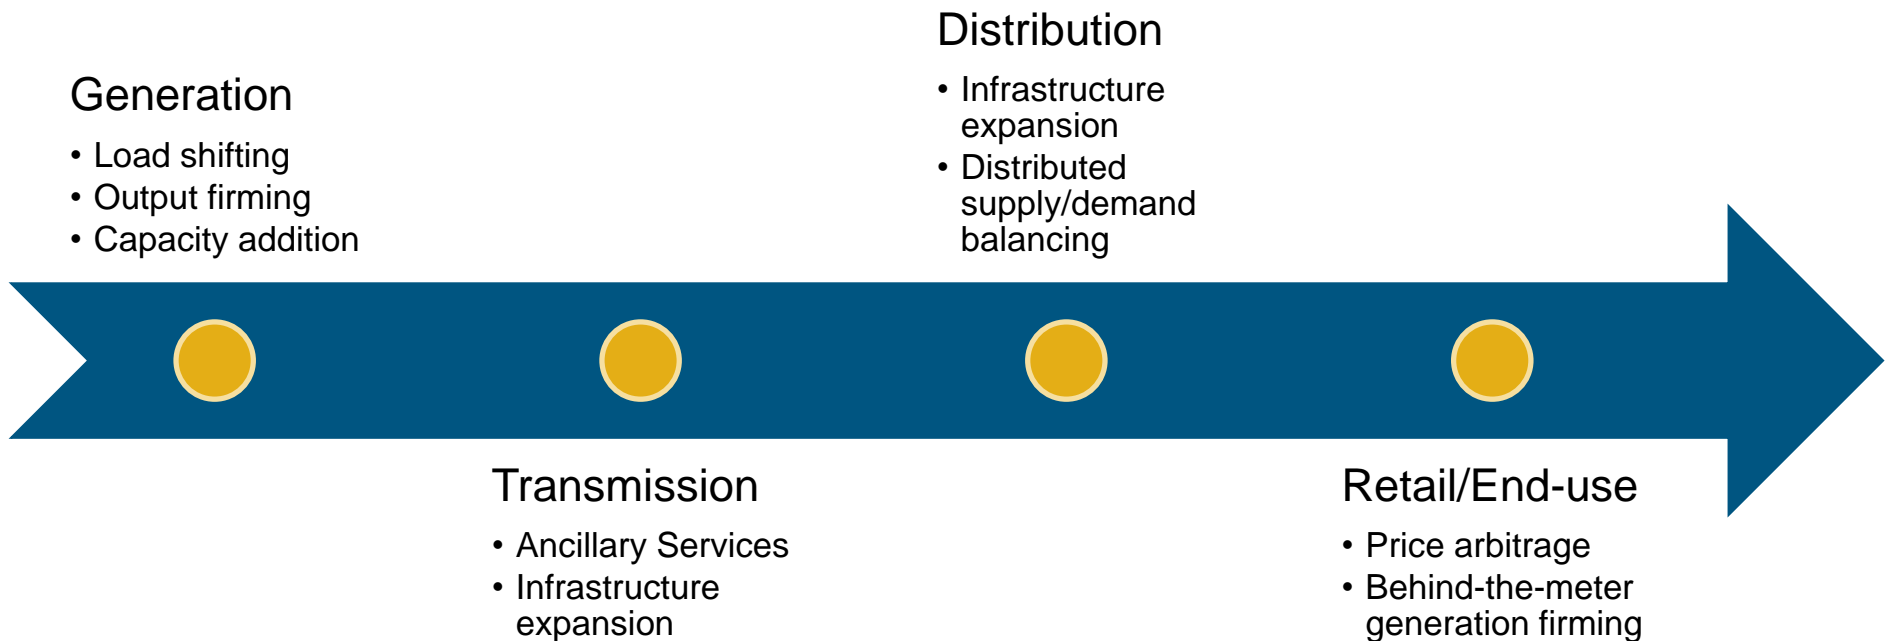 Generation
• Load shifting
• Output firming
• Capacity addition
Transmission
• Ancillary Services
• Infrastructure
expansion
Distribution
• Infrastructure
expansion
• Distributed
supply/demand
balancing
Retail/End-use
• Price arbitrage
• Behind-the-meter
generation firming